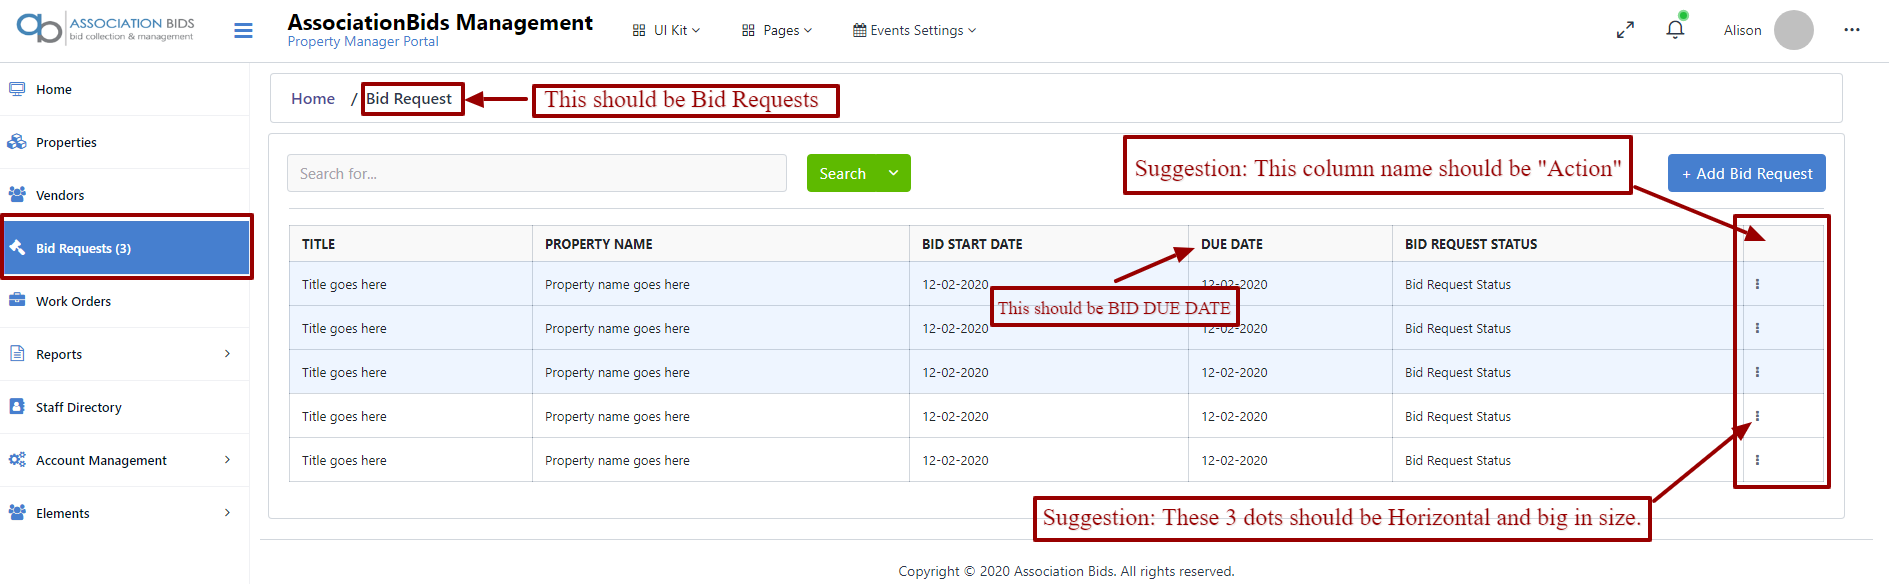 ASSOCIATION BIDS
bid collection & management
AssociationBids Management
Property Manager Portal
UI Kit
Pages
Events Settings
Alison
Home
Properties
Vendors
Bid Requests (3)
Work Orders
Reports
Staff Directory
Account Management
Elements
Home / Bid Request
This should be Bid Requests
Search for...
Search
Suggestion: This column name should be "Action"
+ Add Bid Request
TITLE PROPERTY NAME BID START DATE DUE DATE BID REQUEST STATUS
Title goes here Property name goes here 12-02-2020 12-02-2020 Bid Request Status
This should be BID DUE DATE
Title goes here Property name goes here 12-02-2020 12-02-2020 Bid Request Status
Title goes here Property name goes here 12-02-2020 12-02-2020 Bid Request Status
Title goes here Property name goes here 12-02-2020 12-02-2020 Bid Request Status
Title goes here Property name goes here 12-02-2020 12-02-2020 Bid Request Status
Suggestion: These 3 dots should be Horizontal and big in size.
Copyright © 2020 Association Bids. All rights reserved.